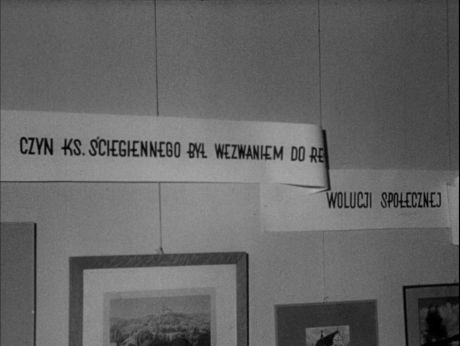 CZYN KS. ŚCIEGIENNEGO BYŁ WEZWANIEM DO RE
WOLUCJI SPOŁECZNEJ